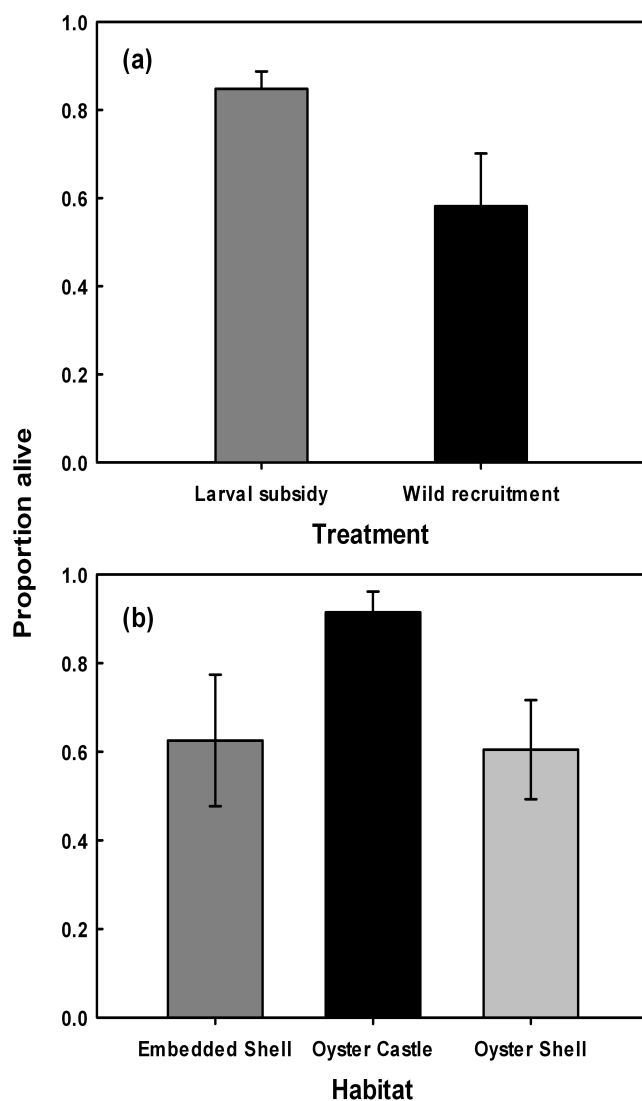 Proportion alive
(a)
1.0
0.8
0.6
0.4
0.2
0.0
Larval subsidy Wild recruitment
Treatment
(b)
1.0
0.8
0.6
0.4
0.2
0.0
Embedded Shell Oyster Castle Oyster Shell
Habitat